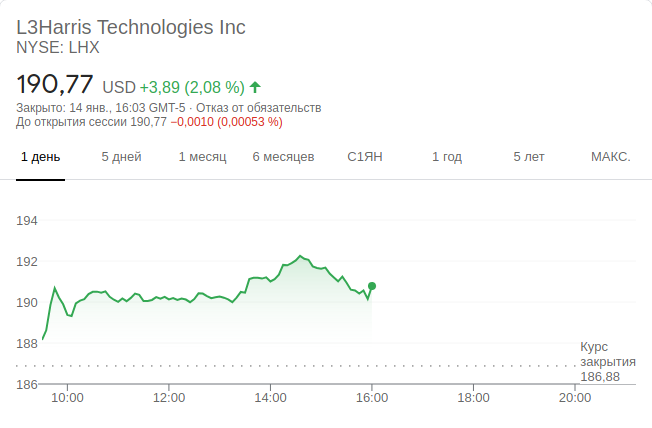 L3Harris Technologies Inc
NYSE: LHX
190,77 USD +3,89 (2,08 %)
Закрыто: 14 янв., 16:03 GMT-5 · Отказ от обязательств
До открытия сессии 190,77 −0,0010 (0,00053 %)
1 день 5 дней 1 месяц 6 месяцев С1ЯН 1 год 5 лет МАКС.
194
192
190
188
Курс
закрытия
186,88
186
10:00 12:00 14:00 16:00 18:00 20:00